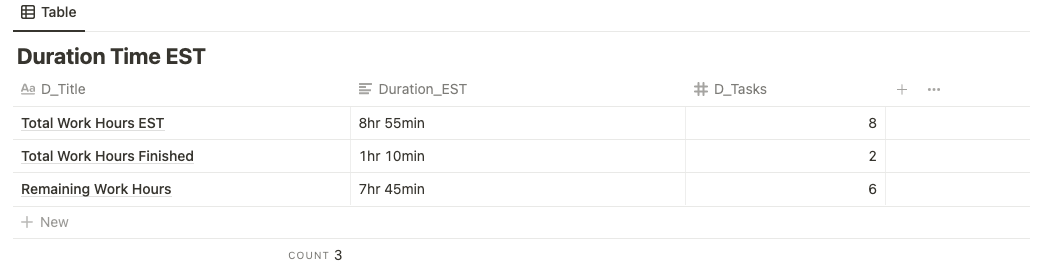 Table
Duration Time EST
Aa D_Title Duration_EST # D_Tasks + ...
Total Work Hours EST 8hr 55min 8
Total Work Hours Finished 1hr 10min 2
Remaining Work Hours 7hr 45min 6
+ New
COUNT 3